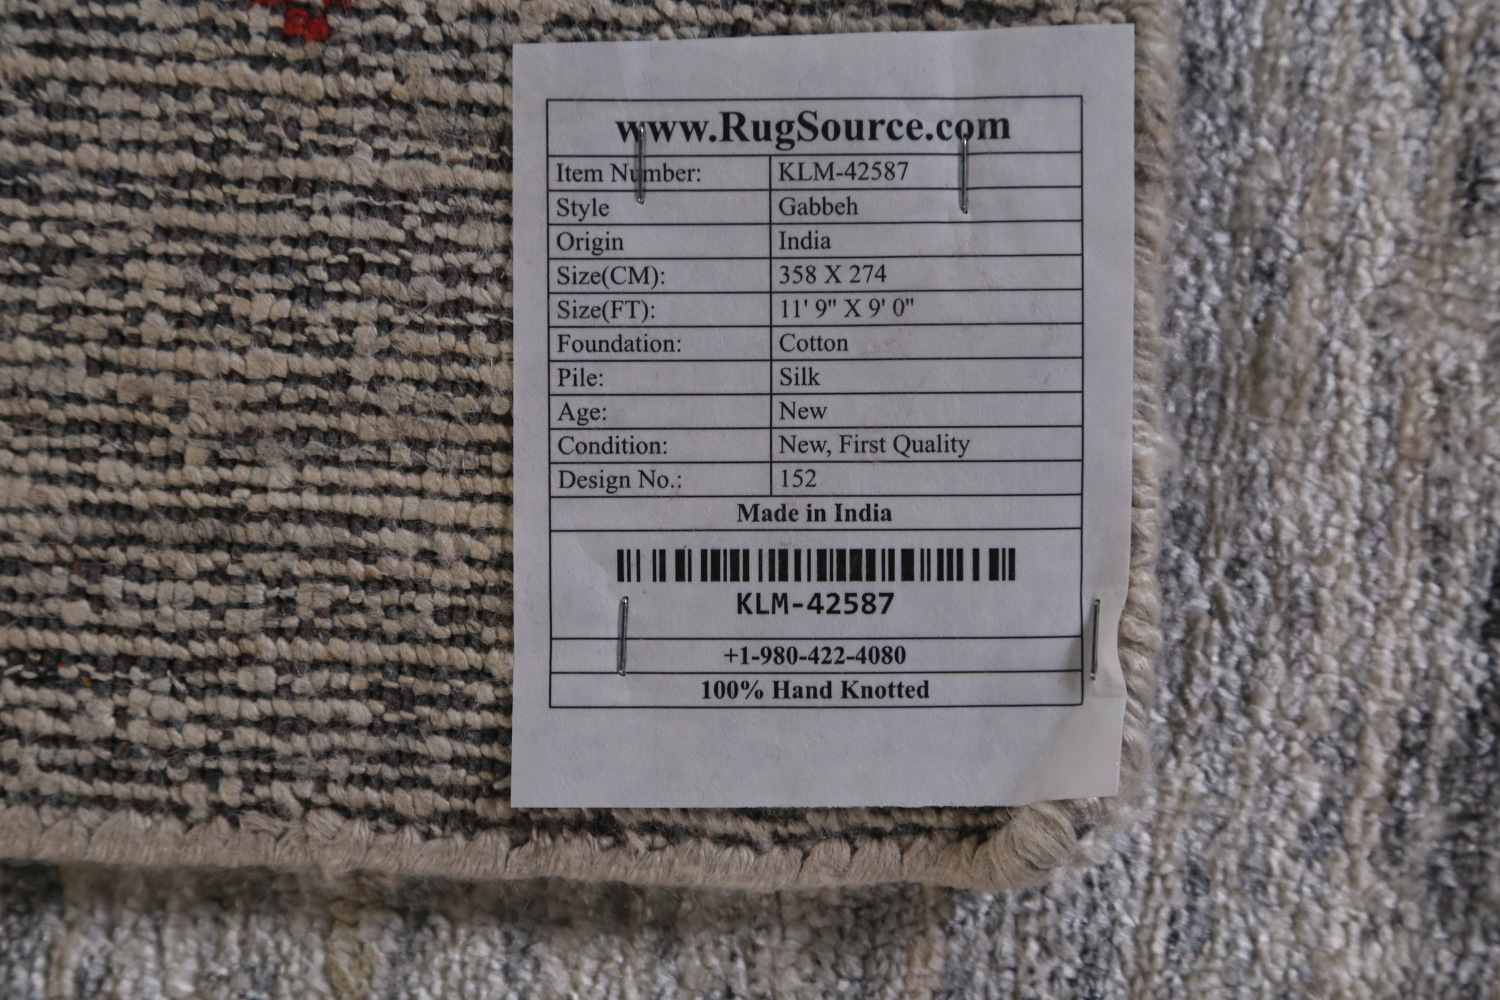 www.RugSource.com
Item Number: KLM-42587
Style Gabbeh
Origin India
Size(CM): 358 X 274
Size(FT): 11' 9" X 9' 0"
Foundation: Cotton
Pile: Silk
Age: New
Condition: New, First Quality
Design No.: 152
Made in India
KLM-42587
+1-980-422-4080
100% Hand Knotted